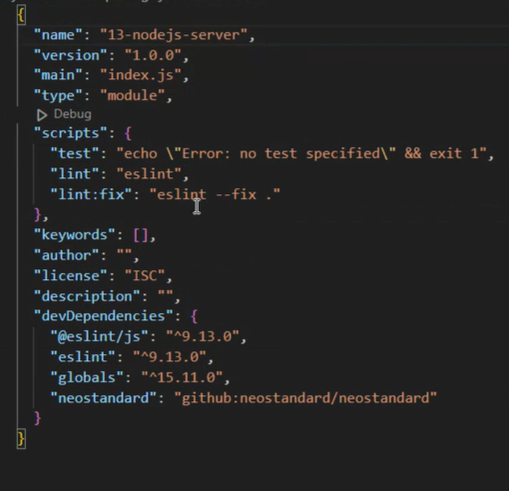 {
"name": "13-nodejs-server",
"version": "1.0.0",
"main": "index.js",
"type": "module",
Debug
"scripts": {
"test": "echo \"Error: no test specified\" && exit 1",
"lint": "eslint",
"lint:fix": "eslint --fix ."
},
"keywords": [],
"author": "",
"license": "ISC",
"description": "",
"devDependencies": {
"@eslint/js": "^9.13.0",
"eslint": "^9.13.0",
"globals": "^15.11.0",
"neostandard": "github:neostandard/neostandard"
}
}